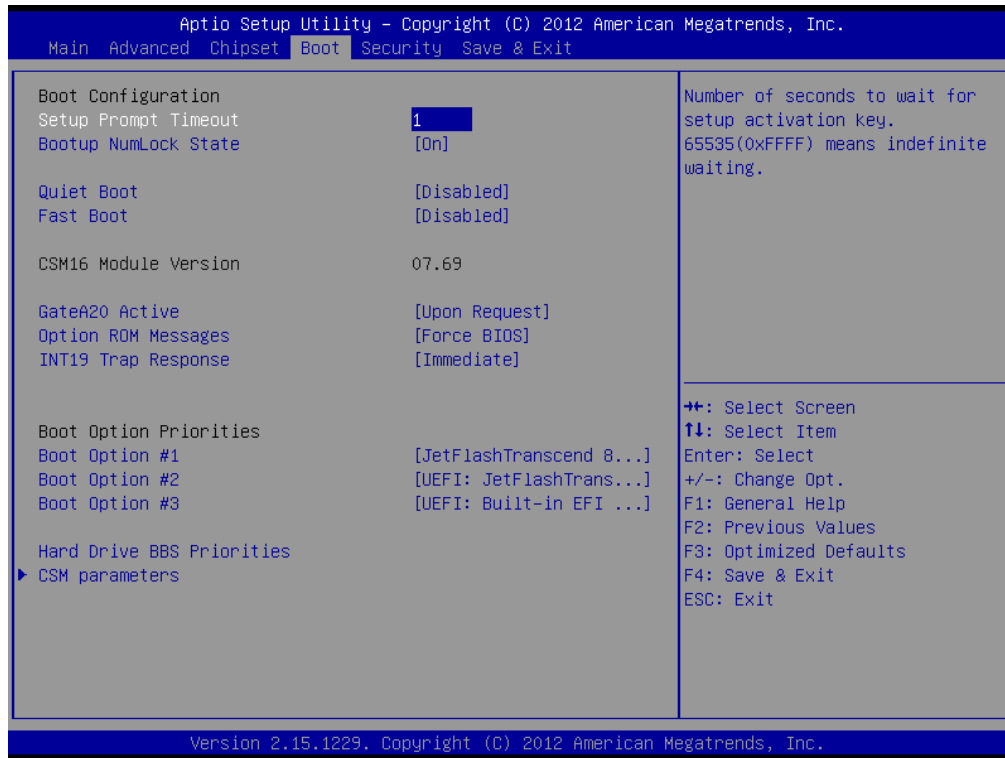 Aptio Setup Utility – Copyright (C) 2012 American Megatrends, Inc.
Main Advanced Chipset Boot Security Save & Exit
Boot Configuration
Setup Prompt Timeout 1
Bootup NumLock State [On]
Quiet Boot [Disabled]
Fast Boot [Disabled]
CSM16 Module Version 07.69
GateA20 Active [Upon Request]
Option ROM Messages [Force BIOS]
INT19 Trap Response [Immediate]
Boot Option Priorities
Boot Option #1 [JetFlashTranscend 8...]
Boot Option #2 [UEFI: JetFlashTrans...]
Boot Option #3 [UEFI: Built-in EFI ...]
Hard Drive BBS Priorities
CSM parameters
Number of seconds to wait for
setup activation key.
65535(0xFFFF) means indefinite
waiting.
→←: Select Screen
↑↓: Select Item
Enter: Select
+/-: Change Opt.
F1: General Help
F2: Previous Values
F3: Optimized Defaults
F4: Save & Exit
ESC: Exit
Version 2.15.1229. Copyright (C) 2012 American Megatrends, Inc.